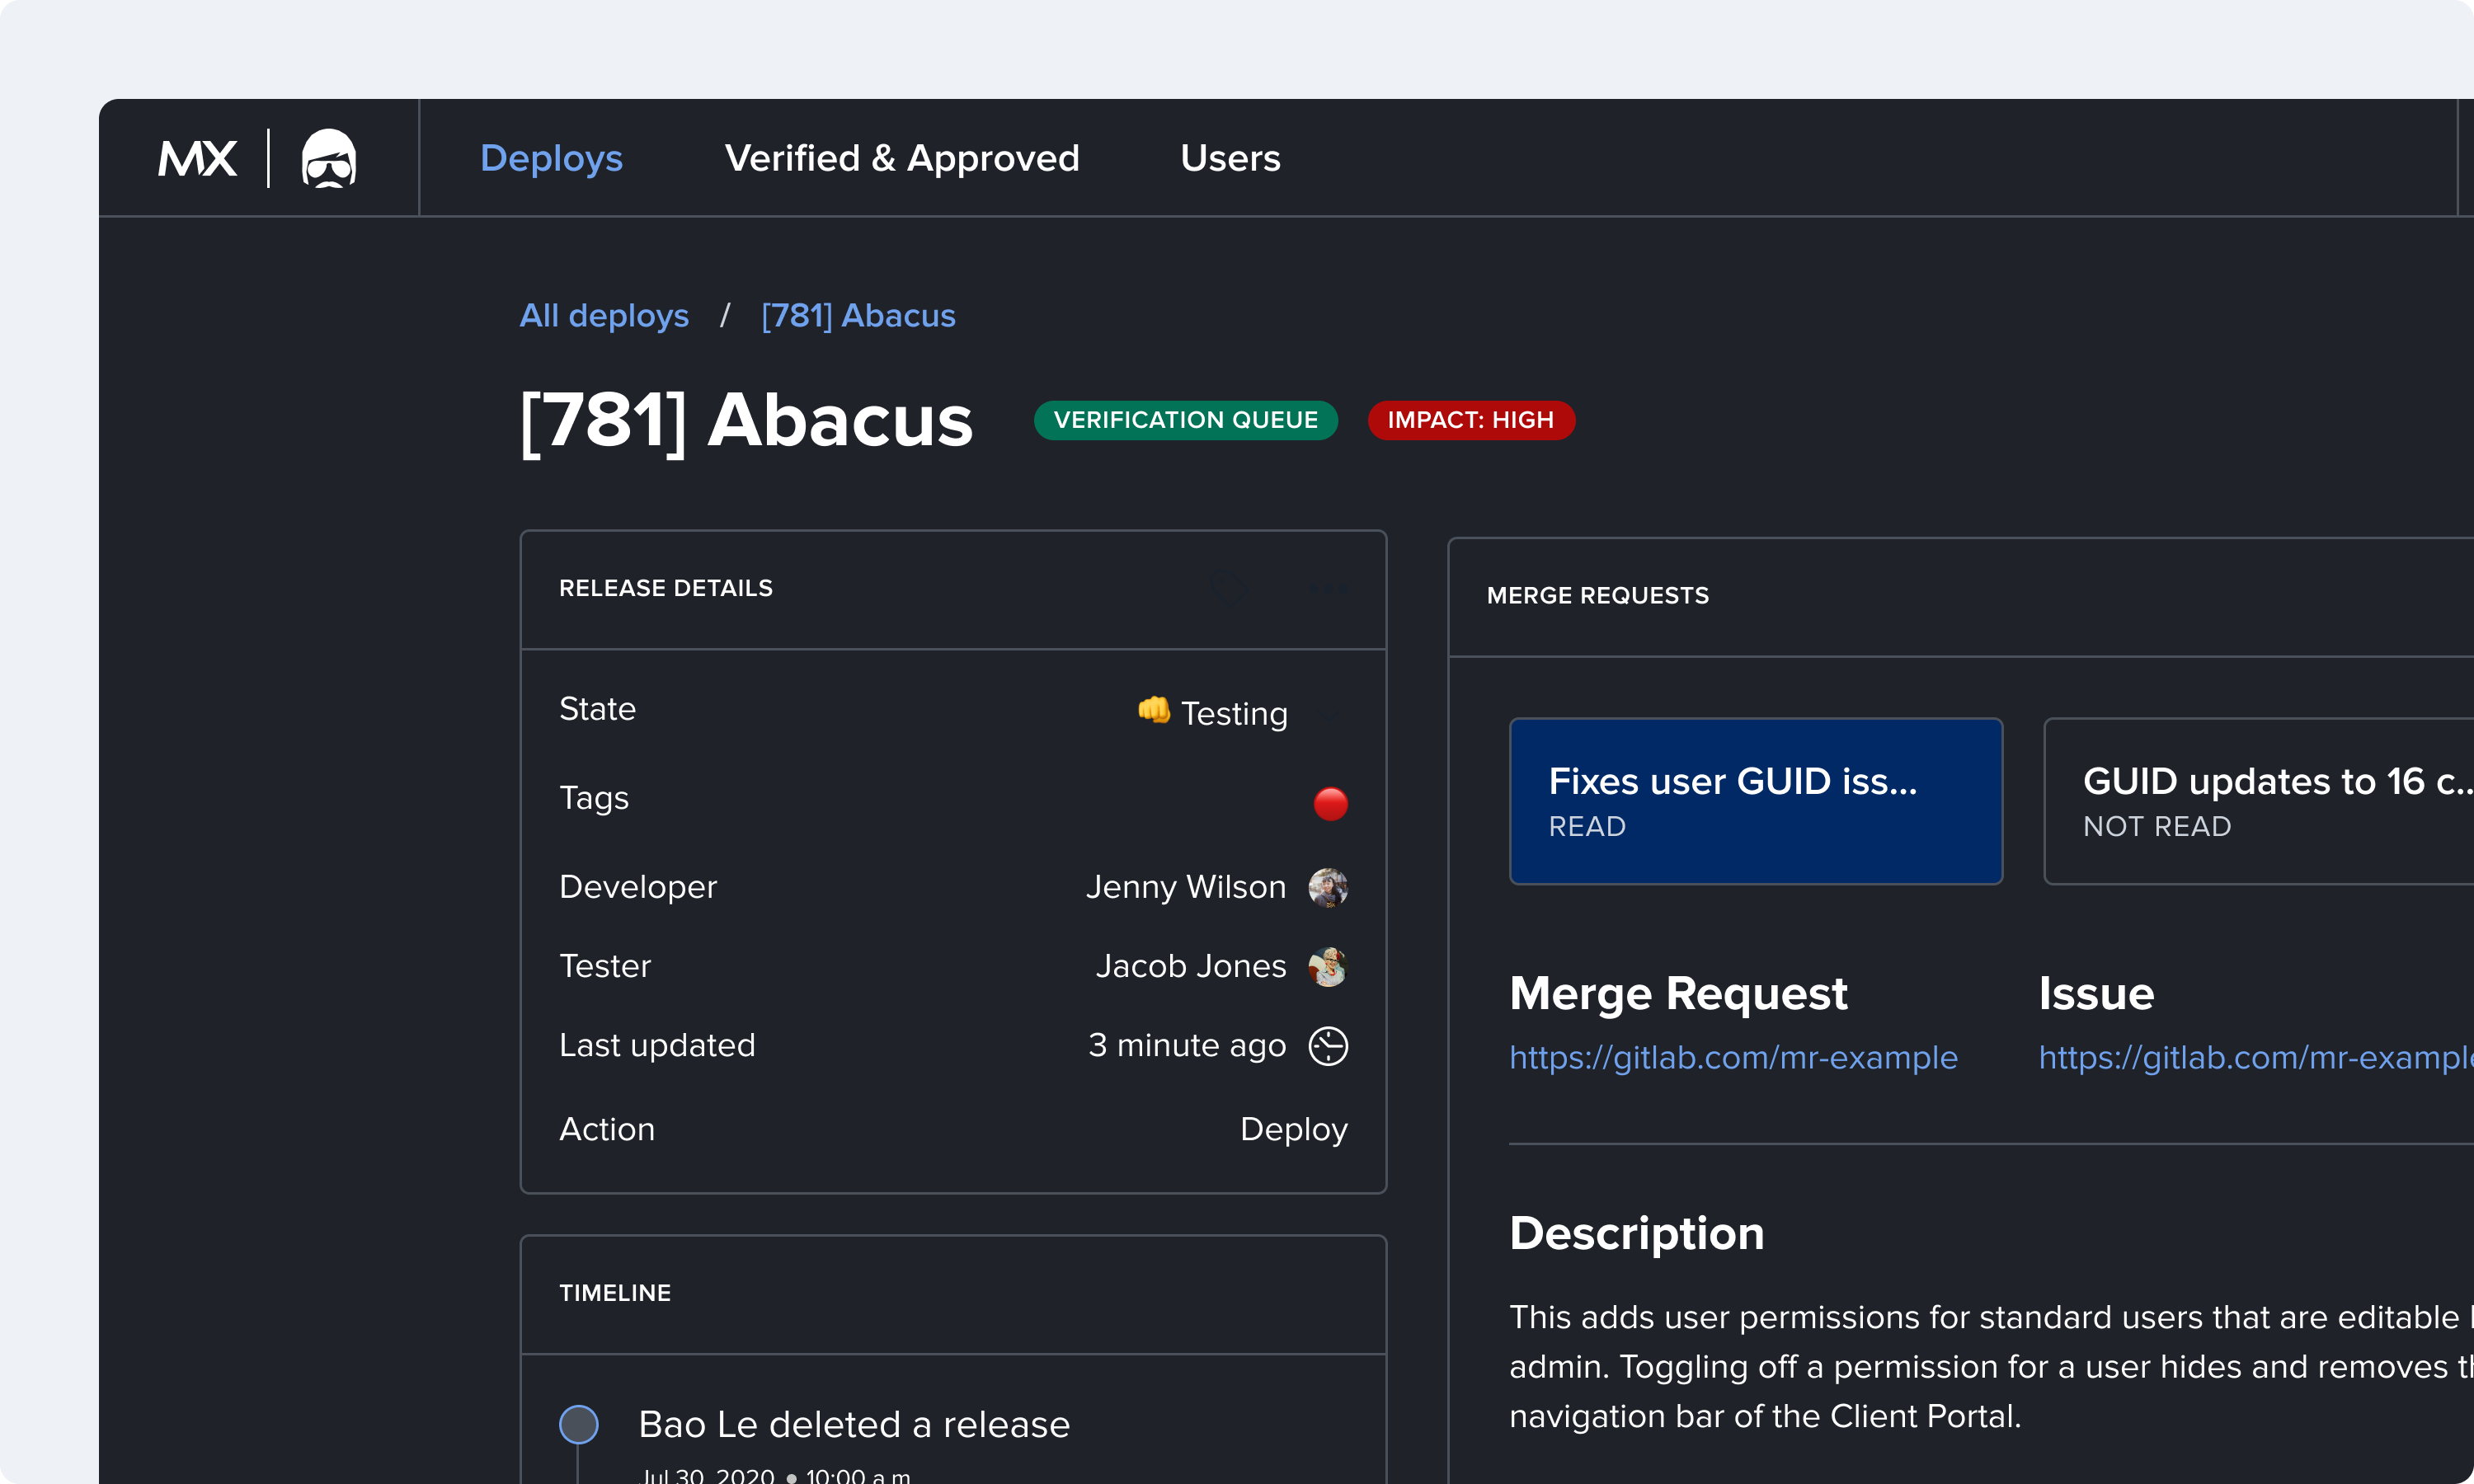 MX
Deploys Verified & Approved Users
All deploys / [781] Abacus
[781] Abacus VERIFICATION QUEUE IMPACT: HIGH
RELEASE DETAILS
State 👊 Testing
Tags 🔴
Developer Jenny Wilson
Tester Jacob Jones
Last updated 3 minute ago
Action Deploy
TIMELINE
Bao Le deleted a release
Jul 30, 2020 • 10:00 a.m
MERGE REQUESTS
Fixes user GUID iss...
READ
GUID updates to 16 c..
NOT READ
Merge Request
https://gitlab.com/mr-example
Issue
https://gitlab.com/mr-example
Description
This adds user permissions for standard users that are editable
admin. Toggling off a permission for a user hides and removes
navigation bar of the Client Portal.